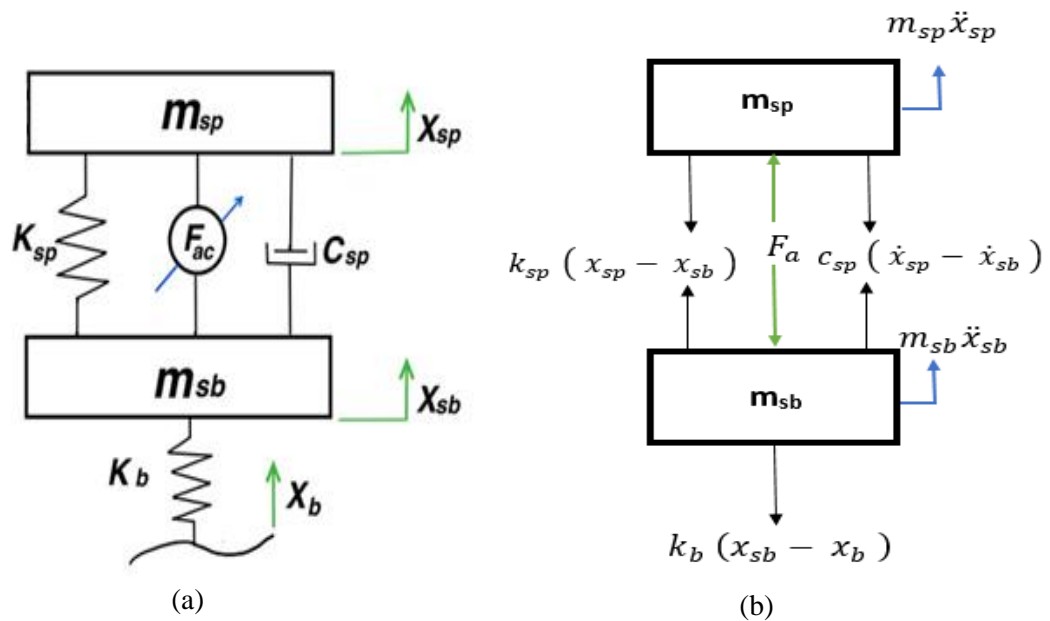 m_sp
X_sp
K_sp
F_ac
C_sp
m_sb
X_sb
K_b
X_b
(a)
m_sp ẍ_sp
m_sp
k_sp ( x_sp − x_sb )
F_a
c_sp ( ẋ_sp − ẋ_sb )
m_sb ẍ_sb
m_sb
k_b ( x_sb − x_b )
(b)